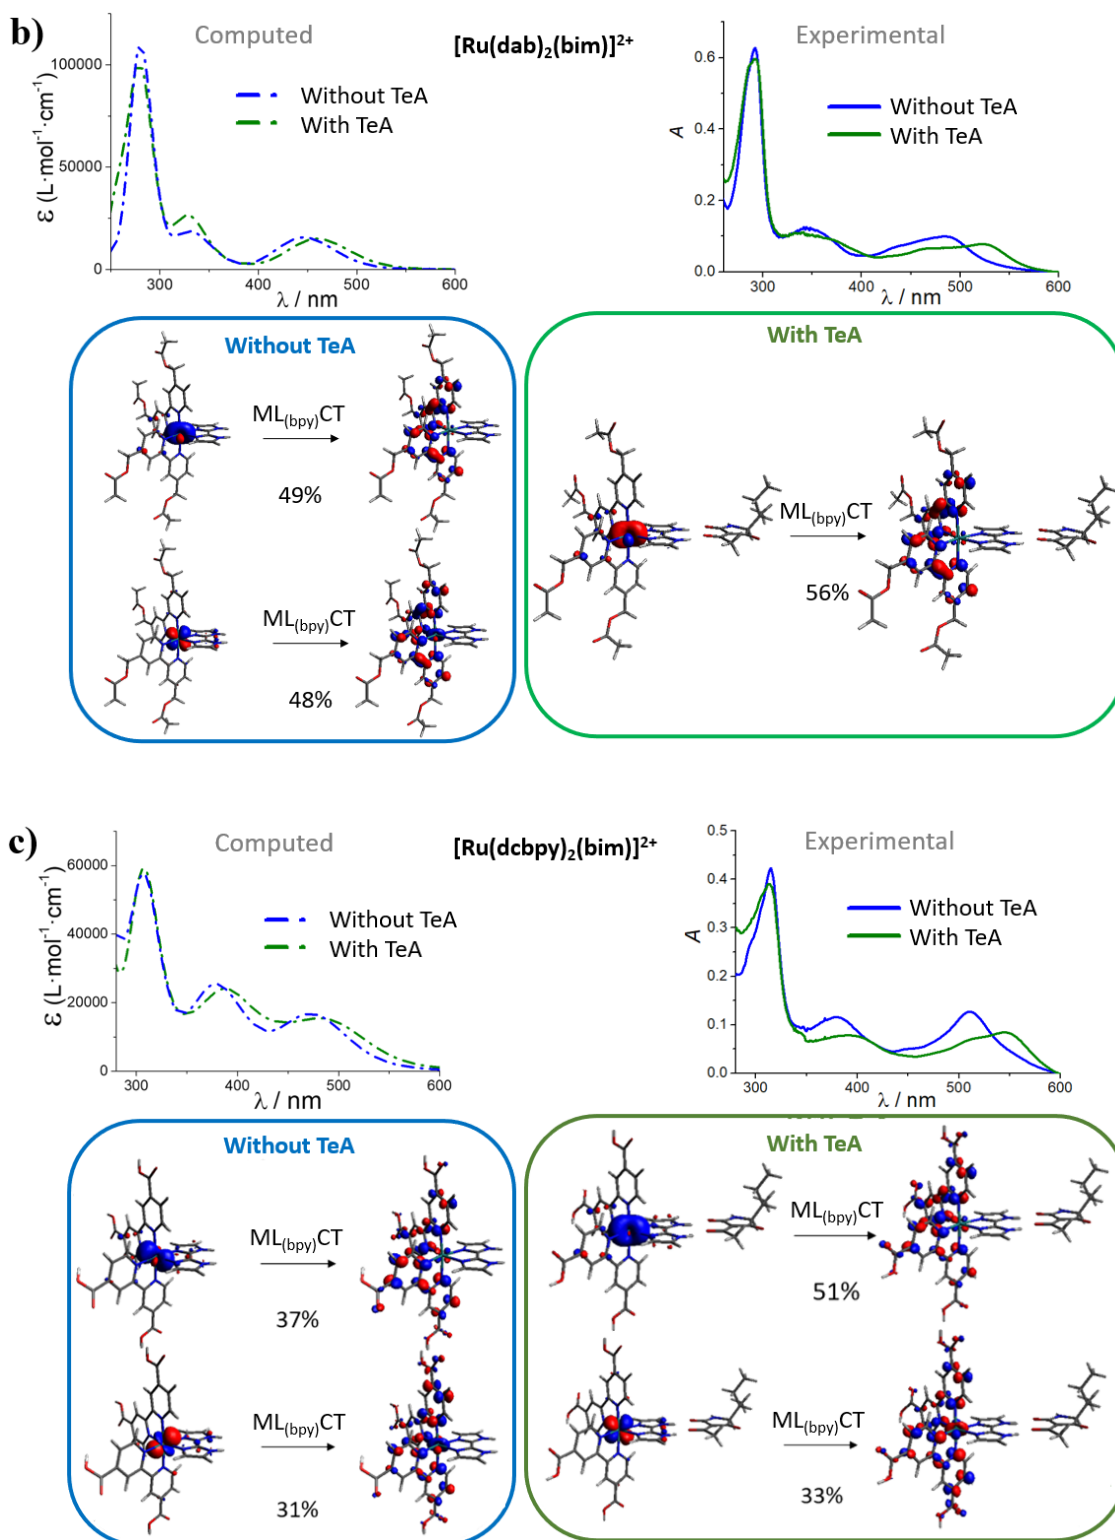 b)
Computed
[Ru(dab)₂(bim)]²⁺
Experimental
Without TeA
With TeA
ε (L·mol⁻¹·cm⁻¹)
100000
50000
0
300
400
500
600
λ / nm
Without TeA
With TeA
A
0.6
0.4
0.2
0.0
300
400
500
600
λ / nm
Without TeA
ML(bpy)CT
49%
ML(bpy)CT
48%
With TeA
ML(bpy)CT
56%
c)
Computed
[Ru(dcbpy)₂(bim)]²⁺
Experimental
Without TeA
With TeA
ε (L·mol⁻¹·cm⁻¹)
60000
40000
20000
0
300
400
500
600
λ / nm
Without TeA
With TeA
A
0.5
0.4
0.3
0.2
0.1
0.0
300
400
500
600
λ / nm
Without TeA
ML(bpy)CT
37%
ML(bpy)CT
31%
With TeA
ML(bpy)CT
51%
ML(bpy)CT
33%